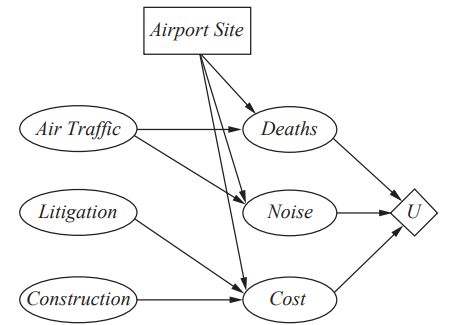 Airport Site
Air Traffic
Deaths
Litigation
Noise
U
Construction
Cost